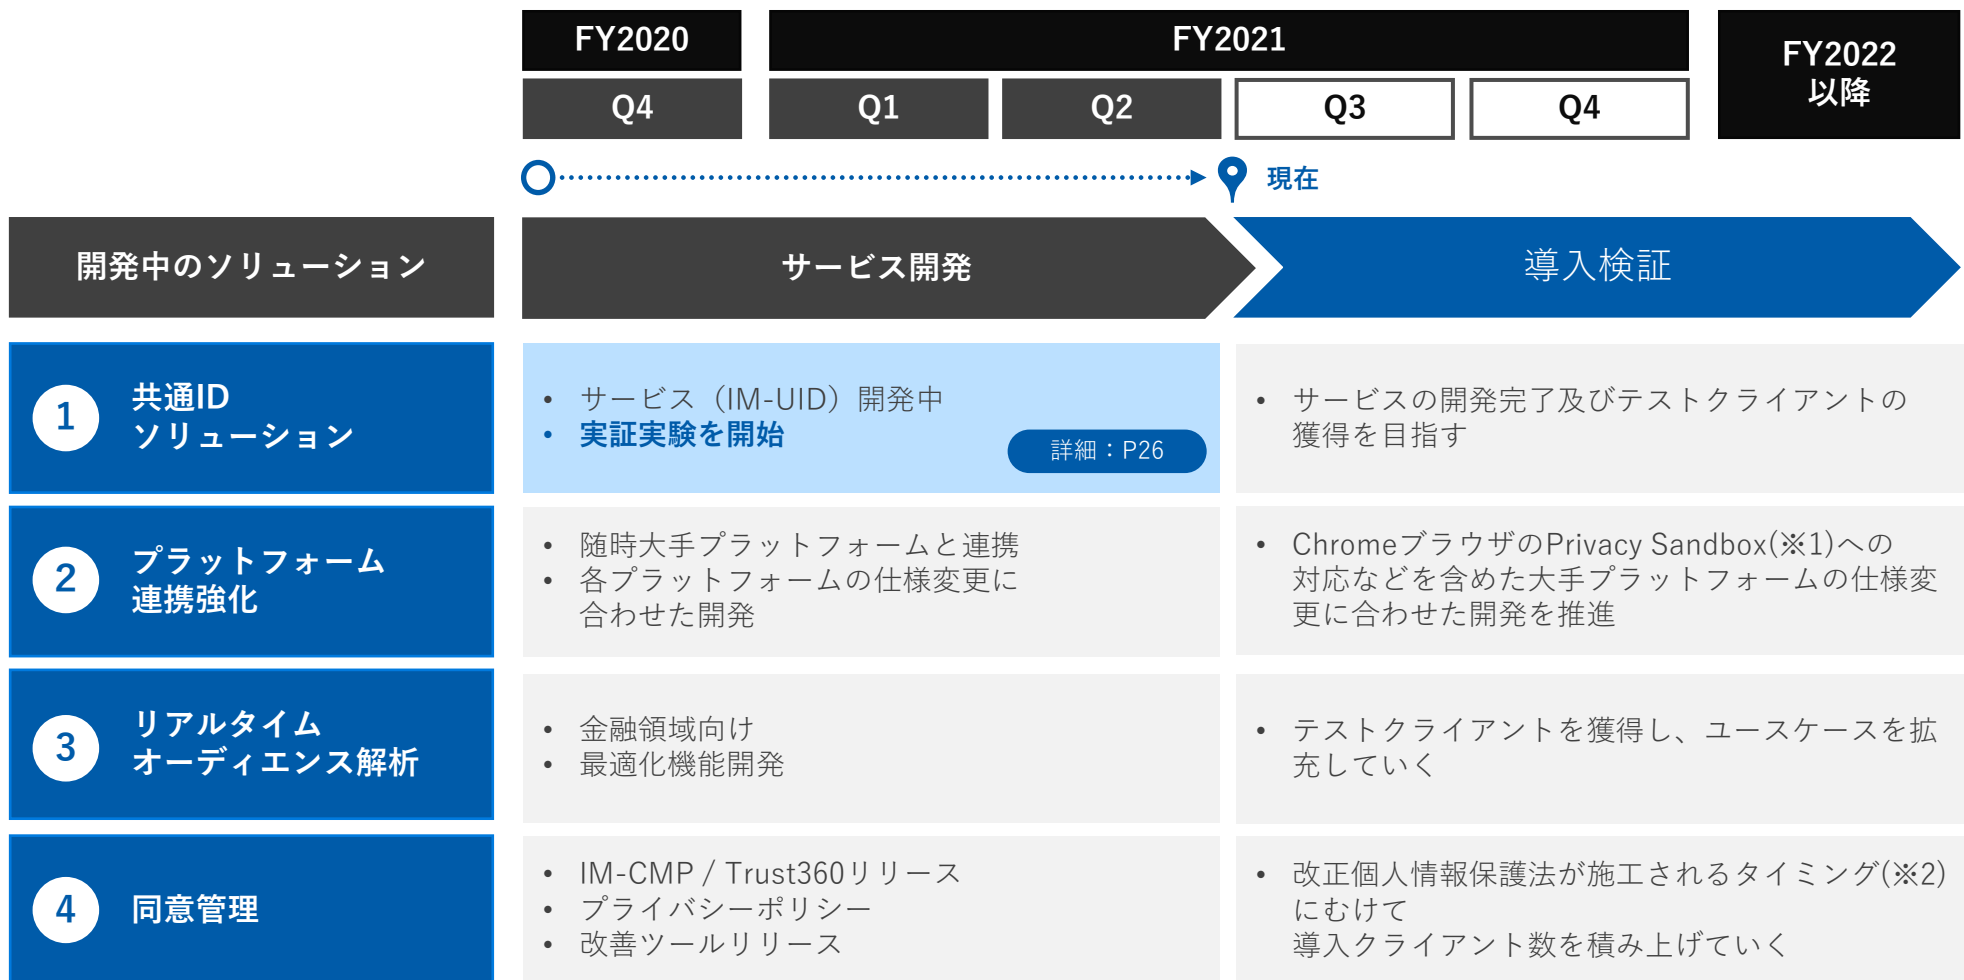 FY2020
FY2021
FY2022
以降
Q4
Q1
Q2
Q3
Q4
現在
開発中のソリューション
サービス開発
導入検証
1
共通ID
ソリューション
• サービス（IM-UID）開発中
• 実証実験を開始
詳細：P26
• サービスの開発完了及びテストクライアントの
獲得を目指す
2
プラットフォーム
連携強化
• 随時大手プラットフォームと連携
• 各プラットフォームの仕様変更に
合わせた開発
• ChromeブラウザのPrivacy Sandbox(※1)への
対応などを含めた大手プラットフォームの仕様変
更に合わせた開発を推進
3
リアルタイム
オーディエンス解析
• 金融領域向け
• 最適化機能開発
• テストクライアントを獲得し、ユースケースを拡
充していく
4
同意管理
• IM-CMP / Trust360リリース
• プライバシーポリシー
• 改善ツールリリース
• 改正個人情報保護法が施工されるタイミング(※2)
にむけて
導入クライアント数を積み上げていく